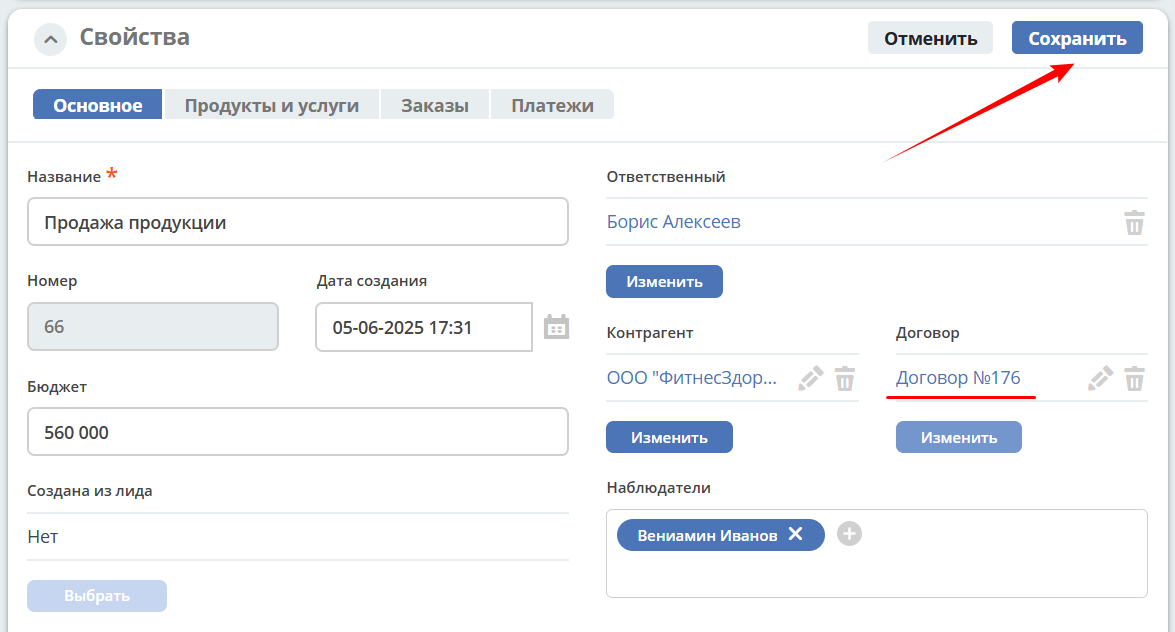 Свойства
Отменить
Сохранить
Основное
Продукты и услуги
Заказы
Платежи
Название *
Продажа продукции
Номер
Дата создания
66
05-06-2025 17:31
Бюджет
560 000
Создана из лида
Нет
Выбрать
Ответственный
Борис Алексеев
Изменить
Контрагент
Договор
ООО "ФитнесЗдор...
Договор №176
Изменить
Изменить
Наблюдатели
Вениамин Иванов